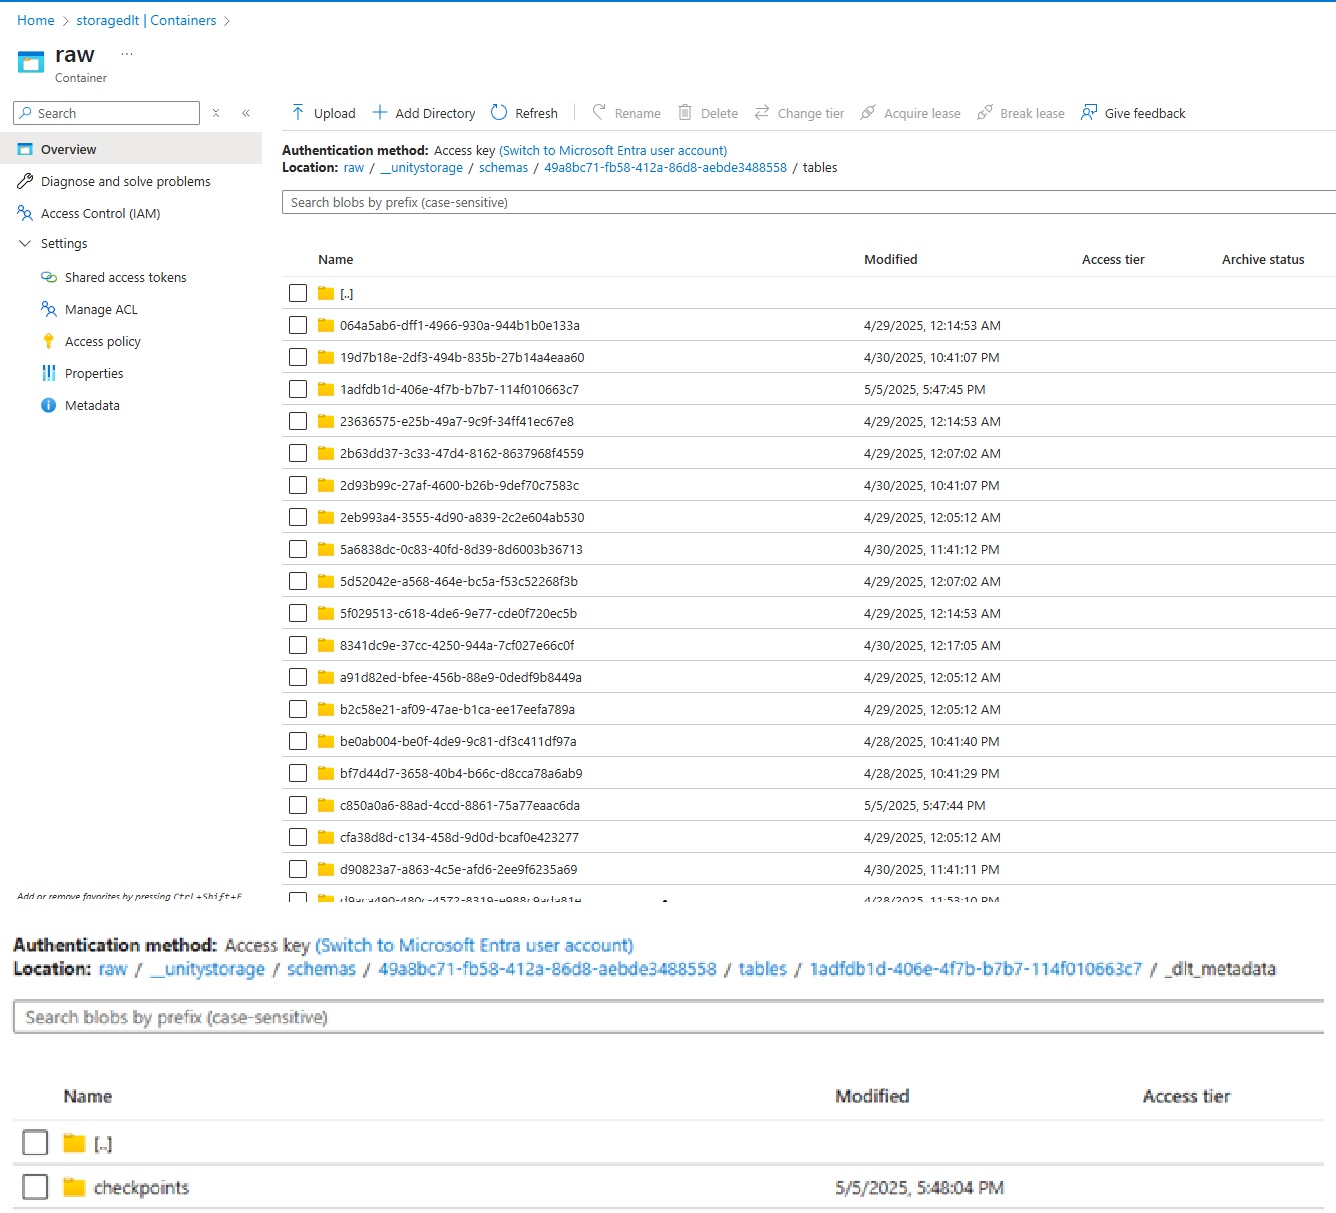 Home > storagedlt | Containers >
raw ...
Container
Search
Upload Add Directory Refresh Rename Delete Change tier Acquire lease Break lease Give feedback
Overview
Diagnose and solve problems
Access Control (IAM)
Settings
Shared access tokens
Manage ACL
Access policy
Properties
Metadata
Add or remove favorites by pressing Ctrl+Shift+F
Authentication method: Access key (Switch to Microsoft Entra user account)
Location: raw / __unitystorage / schemas / 49a8bc71-fb58-412a-86d8-aebde3488558 / tables
Search blobs by prefix (case-sensitive)
Name Modified Access tier Archive status
[..]
064a5ab6-dff1-4966-930a-944b1b0e133a 4/29/2025, 12:14:53 AM
19d7b18e-2df3-494b-835b-27b14a4eaa60 4/30/2025, 10:41:07 PM
1adfdb1d-406e-4f7b-b7b7-114f010663c7 5/5/2025, 5:47:45 PM
23636575-e25b-49a7-9c9f-34ff41ec67e8 4/29/2025, 12:14:53 AM
2b63dd37-3c33-47d4-8162-8637968f4559 4/29/2025, 12:07:02 AM
2d93b99c-27af-4600-b26b-9def70c7583c 4/30/2025, 10:41:07 PM
2eb993a4-3555-4d90-a839-2c2e604ab530 4/29/2025, 12:05:12 AM
5a6838dc-0c83-40fd-8d39-8d6003b36713 4/30/2025, 11:41:12 PM
5d52042e-a568-464e-bc5a-f53c52268f3b 4/29/2025, 12:07:02 AM
5f029513-c618-4de6-9e77-cde0f720ec5b 4/29/2025, 12:14:53 AM
8341dc9e-37cc-4250-944a-7cf027e66c0f 4/30/2025, 12:17:05 AM
a91d82ed-bfee-456b-88e9-0dedf9b8449a 4/29/2025, 12:05:12 AM
b2c58e21-af09-47ae-b1ca-ee17eefa789a 4/29/2025, 12:05:12 AM
be0ab004-be0f-4de9-9c81-df3c411df97a 4/28/2025, 10:41:40 PM
bf7d44d7-3658-40b4-b66c-d8cca78a6ab9 4/28/2025, 10:41:29 PM
c850a0a6-88ad-4ccd-8861-75a77eaac6da 5/5/2025, 5:47:44 PM
cfa38d8d-c134-458d-9d0d-bcaf0e423277 4/29/2025, 12:05:12 AM
d90823a7-a863-4c5e-afd6-2ee9f6235a69 4/30/2025, 11:41:11 PM
4/28/2025, 11:53:10 PM
Authentication method: Access key (Switch to Microsoft Entra user account)
Location: raw / __unitystorage / schemas / 49a8bc71-fb58-412a-86d8-aebde3488558 / tables / 1adfdb1d-406e-4f7b-b7b7-114f010663c7 / _dlt_metadata
Search blobs by prefix (case-sensitive)
Name Modified Access tier
[..]
checkpoints 5/5/2025, 5:48:04 PM